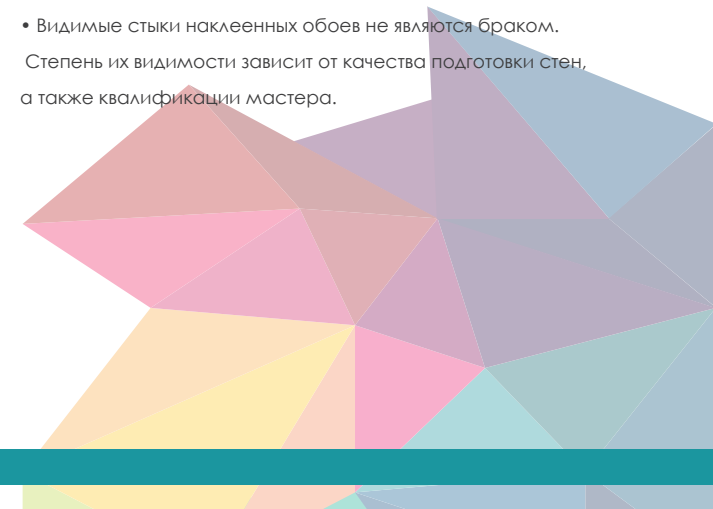 • Видимые стыки наклеенных обоев не являются браком.
Степень их видимости зависит от качества подготовки стен,
а также квалификации мастера.